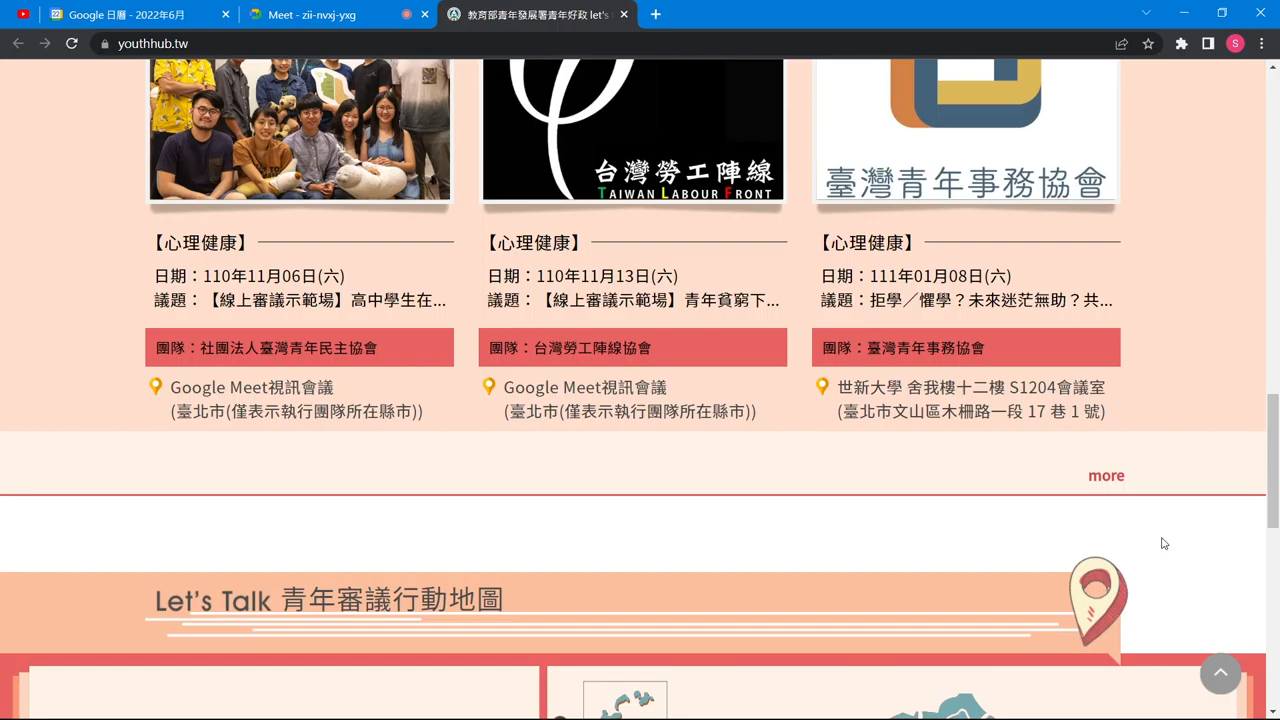 Google 日曆 - 2022年6月
Meet - zii-nvxj-yxg
教育部青年發展署青年好政 let's
youthhub.tw
S
台灣勞工陣線
TAIWAN LABOUR FRONT
臺灣青年事務協會
【心理健康】
日期：110年11月06日(六)
議題：【線上審議示範場】高中學生在...
團隊：社團法人臺灣青年民主協會
Google Meet視訊會議
(臺北市(僅表示執行團隊所在縣市))
【心理健康】
日期：110年11月13日(六)
議題：【線上審議示範場】青年貧窮下...
團隊：台灣勞工陣線協會
Google Meet視訊會議
(臺北市(僅表示執行團隊所在縣市))
【心理健康】
日期：111年01月08日(六)
議題：拒學／懼學？未來迷茫無助？共...
團隊：臺灣青年事務協會
世新大學 舍我樓十二樓 S1204會議室
(臺北市文山區木柵路一段 17 巷 1 號)
more
Let's Talk 青年審議行動地圖